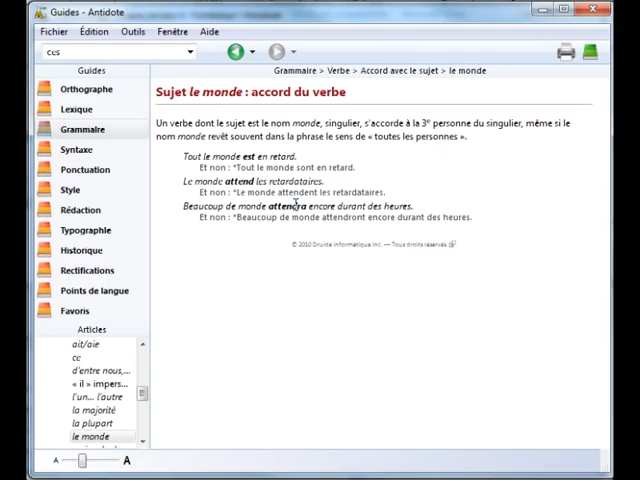 Guides - Antidote
Fichier Édition Outils Fenêtre Aide
ces
Guides
Orthographe
Lexique
Grammaire
Syntaxe
Ponctuation
Style
Rédaction
Typographie
Historique
Rectifications
Points de langue
Favoris
Articles
ait/aie
ce
d'entre nous,...
« il » impers...
l'un... l'autre
la majorité
la plupart
le monde
A A
Grammaire > Verbe > Accord avec le sujet > le monde
Sujet le monde : accord du verbe
Un verbe dont le sujet est le nom monde, singulier, s'accorde à la 3e personne du singulier, même si le
nom monde revêt souvent dans la phrase le sens de « toutes les personnes ».
Tout le monde est en retard.
Et non : *Tout le monde sont en retard.
Le monde attend les retardataires.
Et non : *Le monde attendent les retardataires.
Beaucoup de monde attendra encore durant des heures.
Et non : *Beaucoup de monde attendront encore durant des heures.
© 2010 Druide informatique inc. — Tous droits réservés.